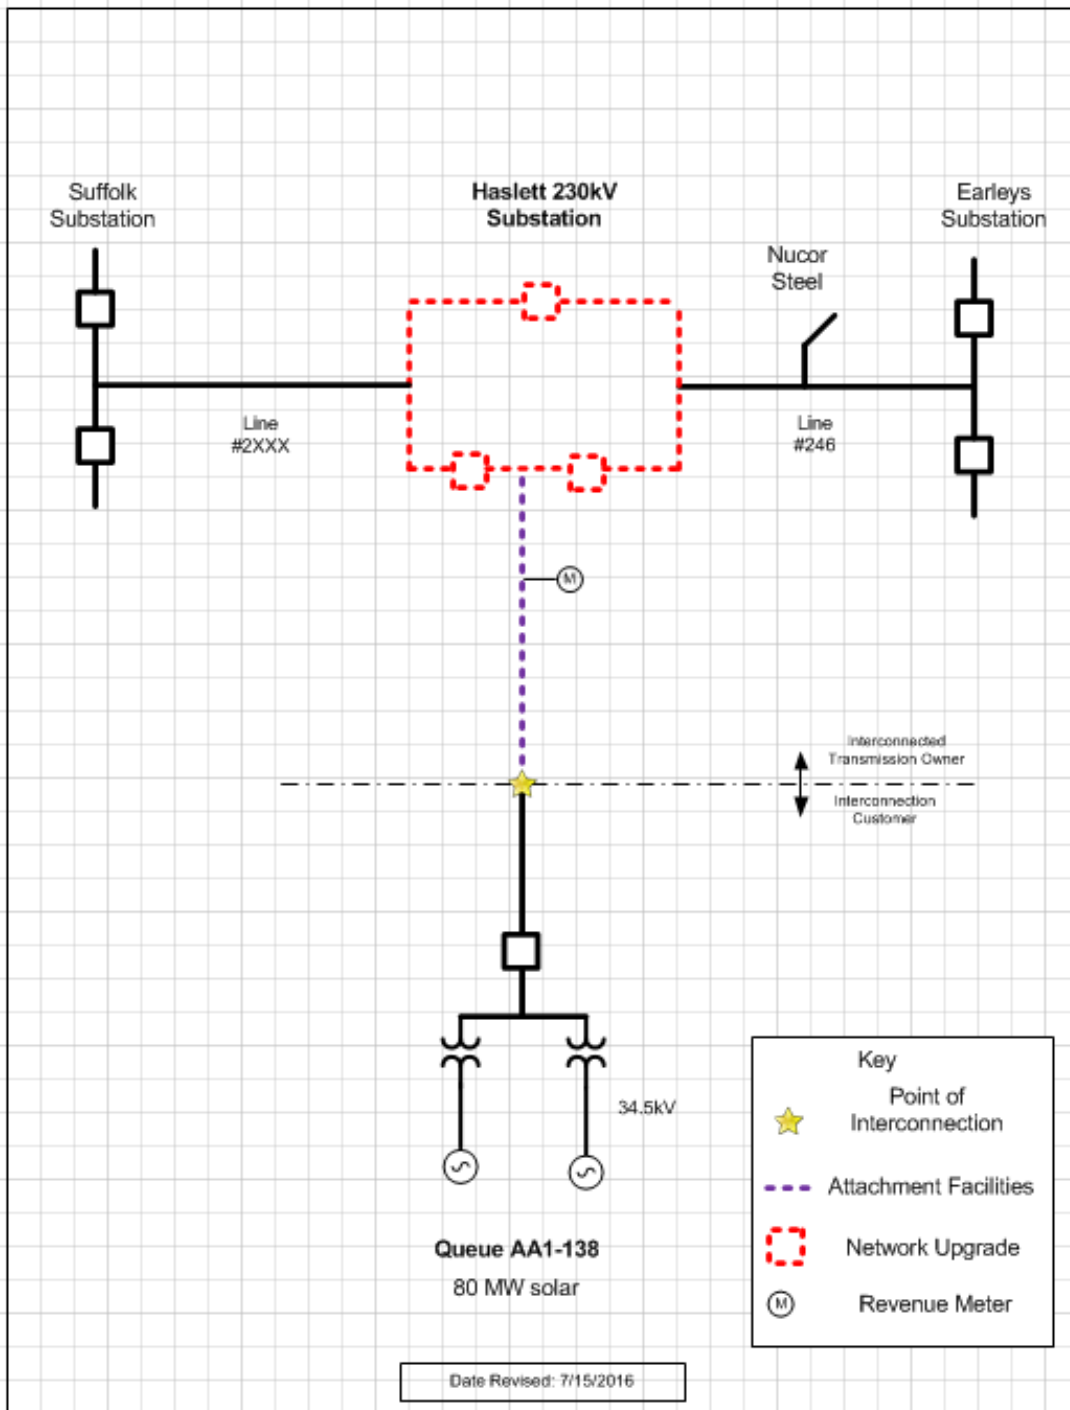 Suffolk
Substation
Haslett 230kV
Substation
Earleys
Substation
Nucor
Steel
Line
#2XXX
Line
#246
M
Interconnected
Transmission Owner
Interconnection
Customer
34.5kV
Queue AA1-138
80 MW solar
Key
Point of
Interconnection
Attachment Facilities
Network Upgrade
M
Revenue Meter
Date Revised: 7/15/2016